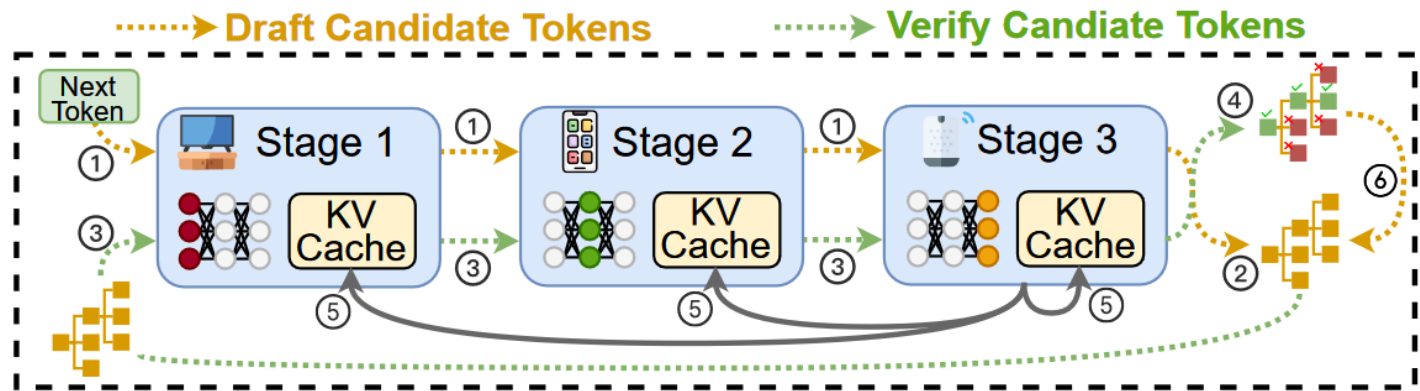 Draft Candidate Tokens
Verify Candiate Tokens
Next
Token
①
Stage 1
①
Stage 2
①
Stage 3
④
⑥
③
KV
Cache
③
KV
Cache
③
KV
Cache
②
⑤
⑤
⑤